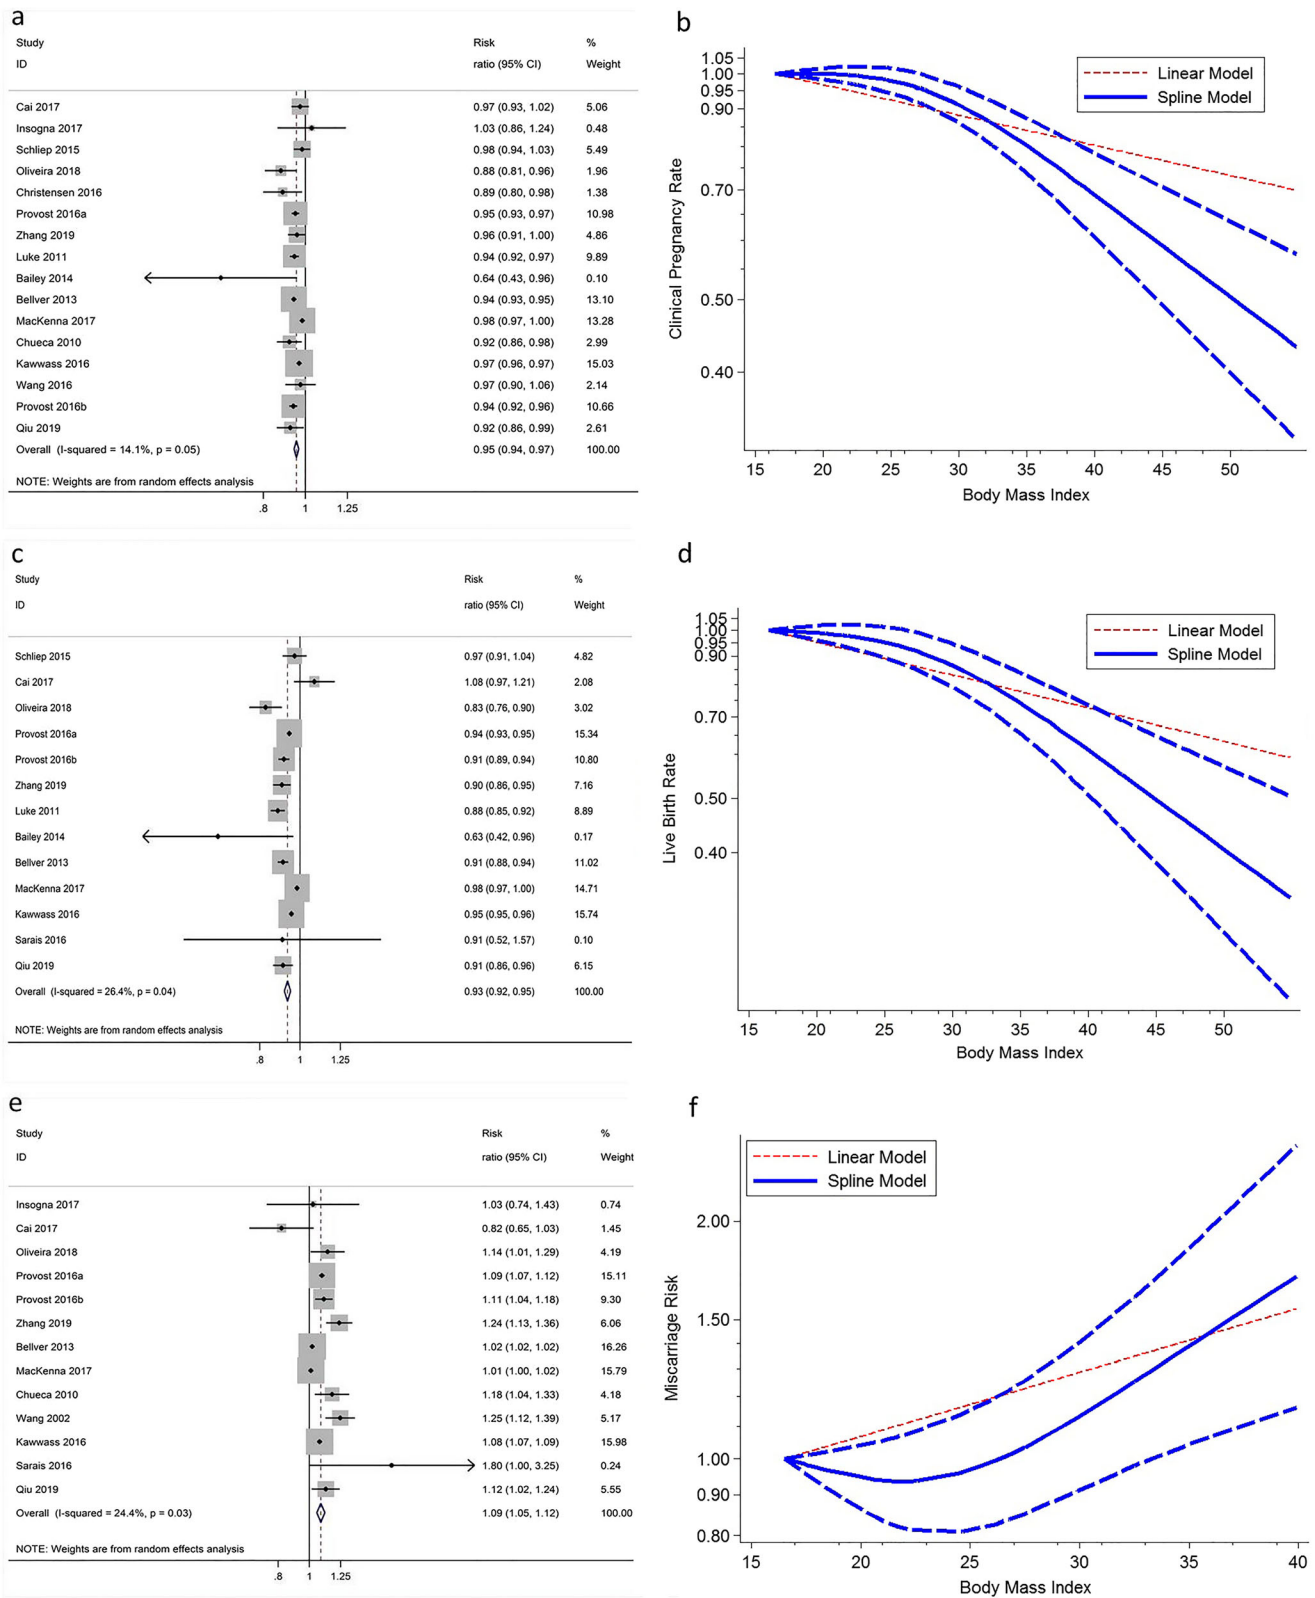 a
Study Risk %
ID ratio (95% CI) Weight
Cai 2017 0.97 (0.93, 1.02) 5.06
Insogna 2017 1.03 (0.86, 1.24) 0.48
Schliep 2015 0.98 (0.94, 1.03) 5.49
Oliveira 2018 0.88 (0.81, 0.96) 1.96
Christensen 2016 0.89 (0.80, 0.98) 1.38
Provost 2016a 0.95 (0.93, 0.97) 10.98
Zhang 2019 0.96 (0.91, 1.00) 4.86
Luke 2011 0.94 (0.92, 0.97) 9.89
Bailey 2014 0.64 (0.43, 0.96) 0.10
Bellver 2013 0.94 (0.93, 0.95) 13.10
MacKenna 2017 0.98 (0.97, 1.00) 13.28
Chueca 2010 0.92 (0.86, 0.98) 2.99
Kawwass 2016 0.97 (0.96, 0.97) 15.03
Wang 2016 0.97 (0.90, 1.06) 2.14
Provost 2016b 0.94 (0.92, 0.96) 10.66
Qiu 2019 0.92 (0.86, 0.99) 2.61
Overall (I-squared = 14.1%, p = 0.05) 0.95 (0.94, 0.97) 100.00
NOTE: Weights are from random effects analysis
.8 1 1.25
b
Linear Model
Spline Model
Clinical Pregnancy Rate
1.05
1.00
0.95
0.90
0.70
0.50
0.40
15 20 25 30 35 40 45 50
Body Mass Index
c
Study Risk %
ID ratio (95% CI) Weight
Schliep 2015 0.97 (0.91, 1.04) 4.82
Cai 2017 1.08 (0.97, 1.21) 2.08
Oliveira 2018 0.83 (0.76, 0.90) 3.02
Provost 2016a 0.94 (0.93, 0.95) 15.34
Provost 2016b 0.91 (0.89, 0.94) 10.80
Zhang 2019 0.90 (0.86, 0.95) 7.16
Luke 2011 0.88 (0.85, 0.92) 8.89
Bailey 2014 0.63 (0.42, 0.96) 0.17
Bellver 2013 0.91 (0.88, 0.94) 11.02
MacKenna 2017 0.98 (0.97, 1.00) 14.71
Kawwass 2016 0.95 (0.95, 0.96) 15.74
Sarais 2016 0.91 (0.52, 1.57) 0.10
Qiu 2019 0.91 (0.86, 0.96) 6.15
Overall (I-squared = 26.4%, p = 0.04) 0.93 (0.92, 0.95) 100.00
NOTE: Weights are from random effects analysis
.8 1 1.25
d
Linear Model
Spline Model
Live Birth Rate
1.05
1.00
0.95
0.90
0.70
0.50
0.40
15 20 25 30 35 40 45 50
Body Mass Index
e
Study Risk %
ID ratio (95% CI) Weight
Insogna 2017 1.03 (0.74, 1.43) 0.74
Cai 2017 0.82 (0.65, 1.03) 1.45
Oliveira 2018 1.14 (1.01, 1.29) 4.19
Provost 2016a 1.09 (1.07, 1.12) 15.11
Provost 2016b 1.11 (1.04, 1.18) 9.30
Zhang 2019 1.24 (1.13, 1.36) 6.06
Bellver 2013 1.02 (1.02, 1.02) 16.26
MacKenna 2017 1.01 (1.00, 1.02) 15.79
Chueca 2010 1.18 (1.04, 1.33) 4.18
Wang 2002 1.25 (1.12, 1.39) 5.17
Kawwass 2016 1.08 (1.07, 1.09) 15.98
Sarais 2016 1.80 (1.00, 3.25) 0.24
Qiu 2019 1.12 (1.02, 1.24) 5.55
Overall (I-squared = 24.4%, p = 0.03) 1.09 (1.05, 1.12) 100.00
NOTE: Weights are from random effects analysis
.8 1 1.25
f
Linear Model
Spline Model
Miscarriage Risk
2.00
1.50
1.00
0.90
0.80
15 20 25 30 35 40
Body Mass Index